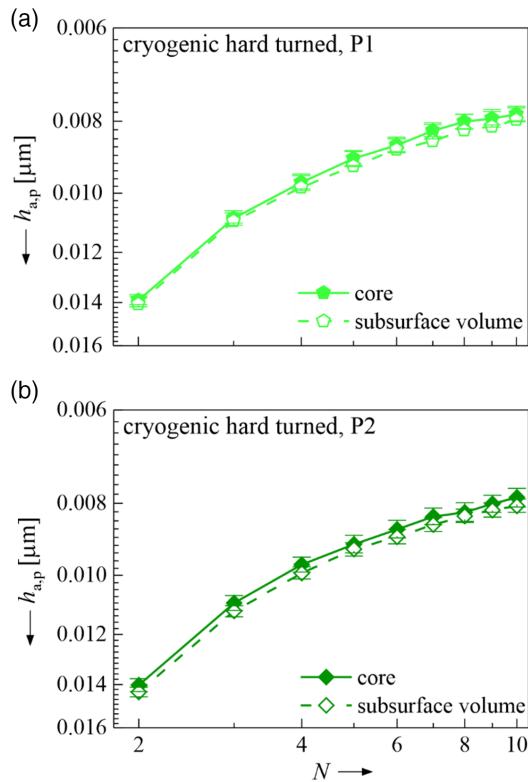 (a)
cryogenic hard turned, P1
0.006
0.008
0.010
0.012
0.014
0.016
← h a,p [µm]
core
subsurface volume
(b)
cryogenic hard turned, P2
0.006
0.008
0.010
0.012
0.014
0.016
← h a,p [µm]
core
subsurface volume
2 4 6 8 10
N →